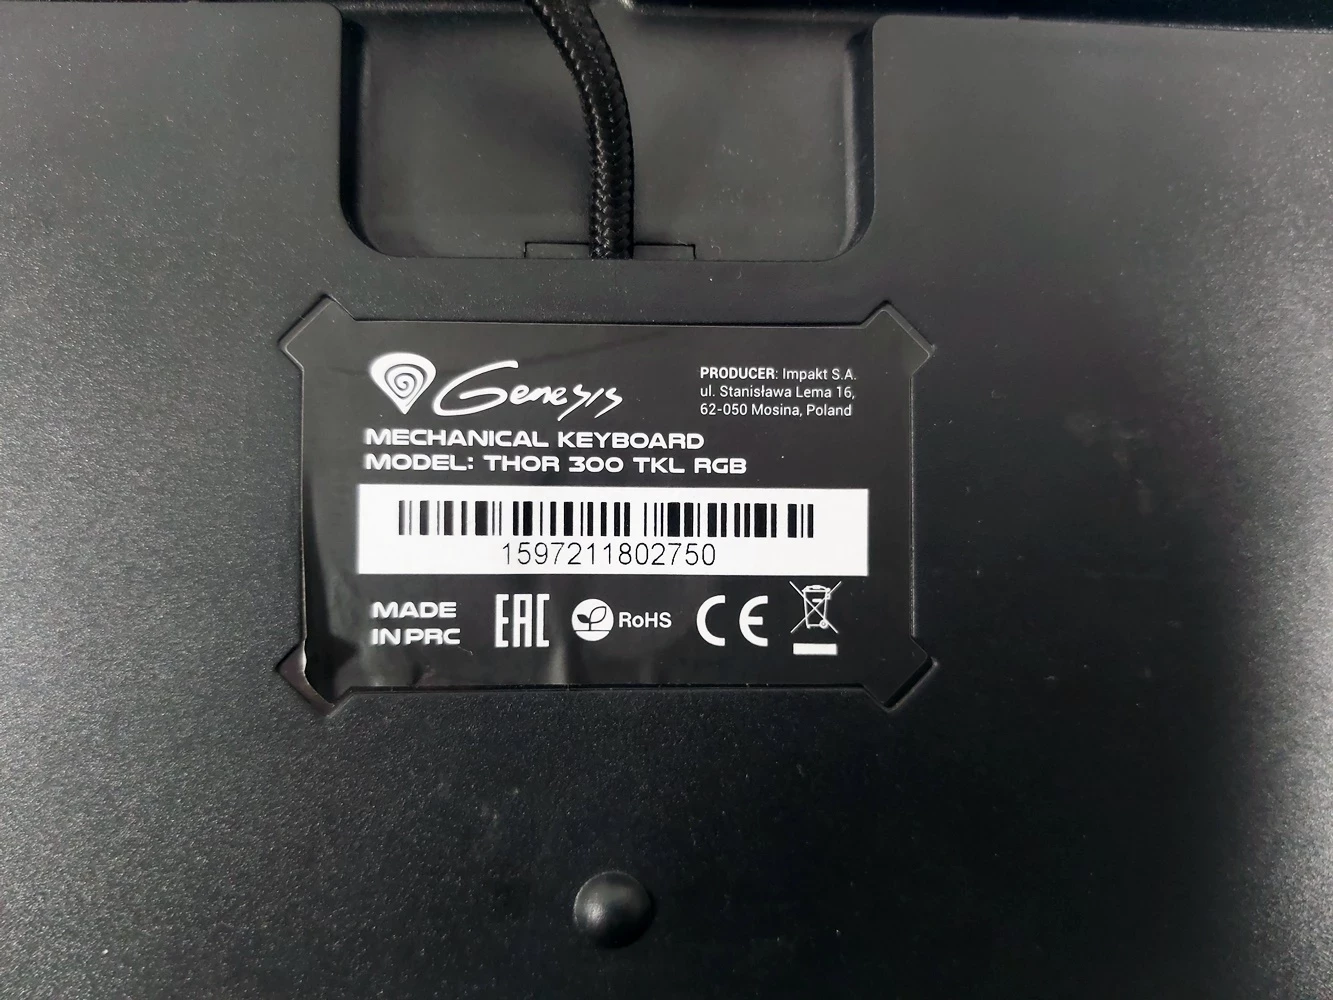 Genesis
PRODUCER: Impakt S.A.
ul. Stanisława Lema 16,
62-050 Mosina, Poland
MECHANICAL KEYBOARD
MODEL: THOR 300 TKL RGB
1597211802750
MADE
IN PRC
EAC
RoHS
CE